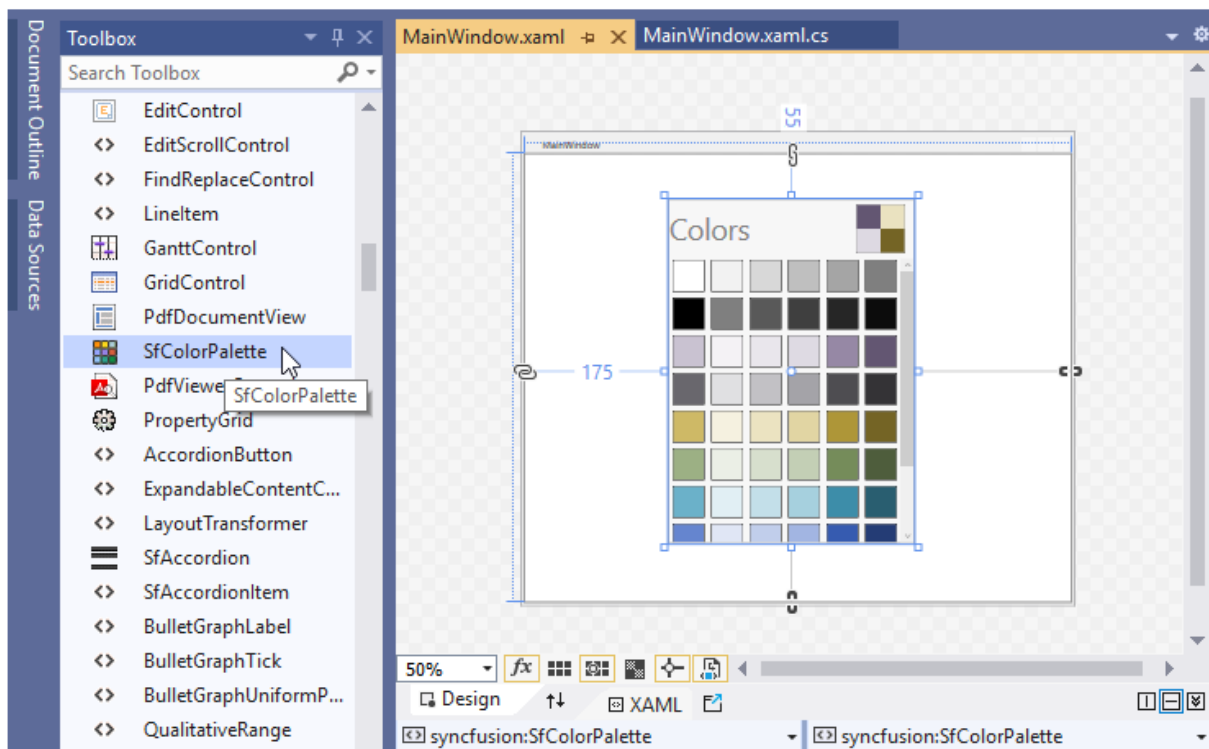 Document Outline
Data Sources
Toolbox
Search Toolbox
EditControl
EditScrollControl
FindReplaceControl
LineItem
GanttControl
GridControl
PdfDocumentView
SfColorPalette
PdfViewer
SfColorPalette
PropertyGrid
AccordionButton
ExpandableContentC...
LayoutTransformer
SfAccordion
SfAccordionItem
BulletGraphLabel
BulletGraphTick
BulletGraphUniformP...
QualitativeRange
MainWindow.xaml
MainWindow.xaml.cs
55
MainWindow
Colors
175
50%
fx
Design
XAML
syncfusion:SfColorPalette
syncfusion:SfColorPalette